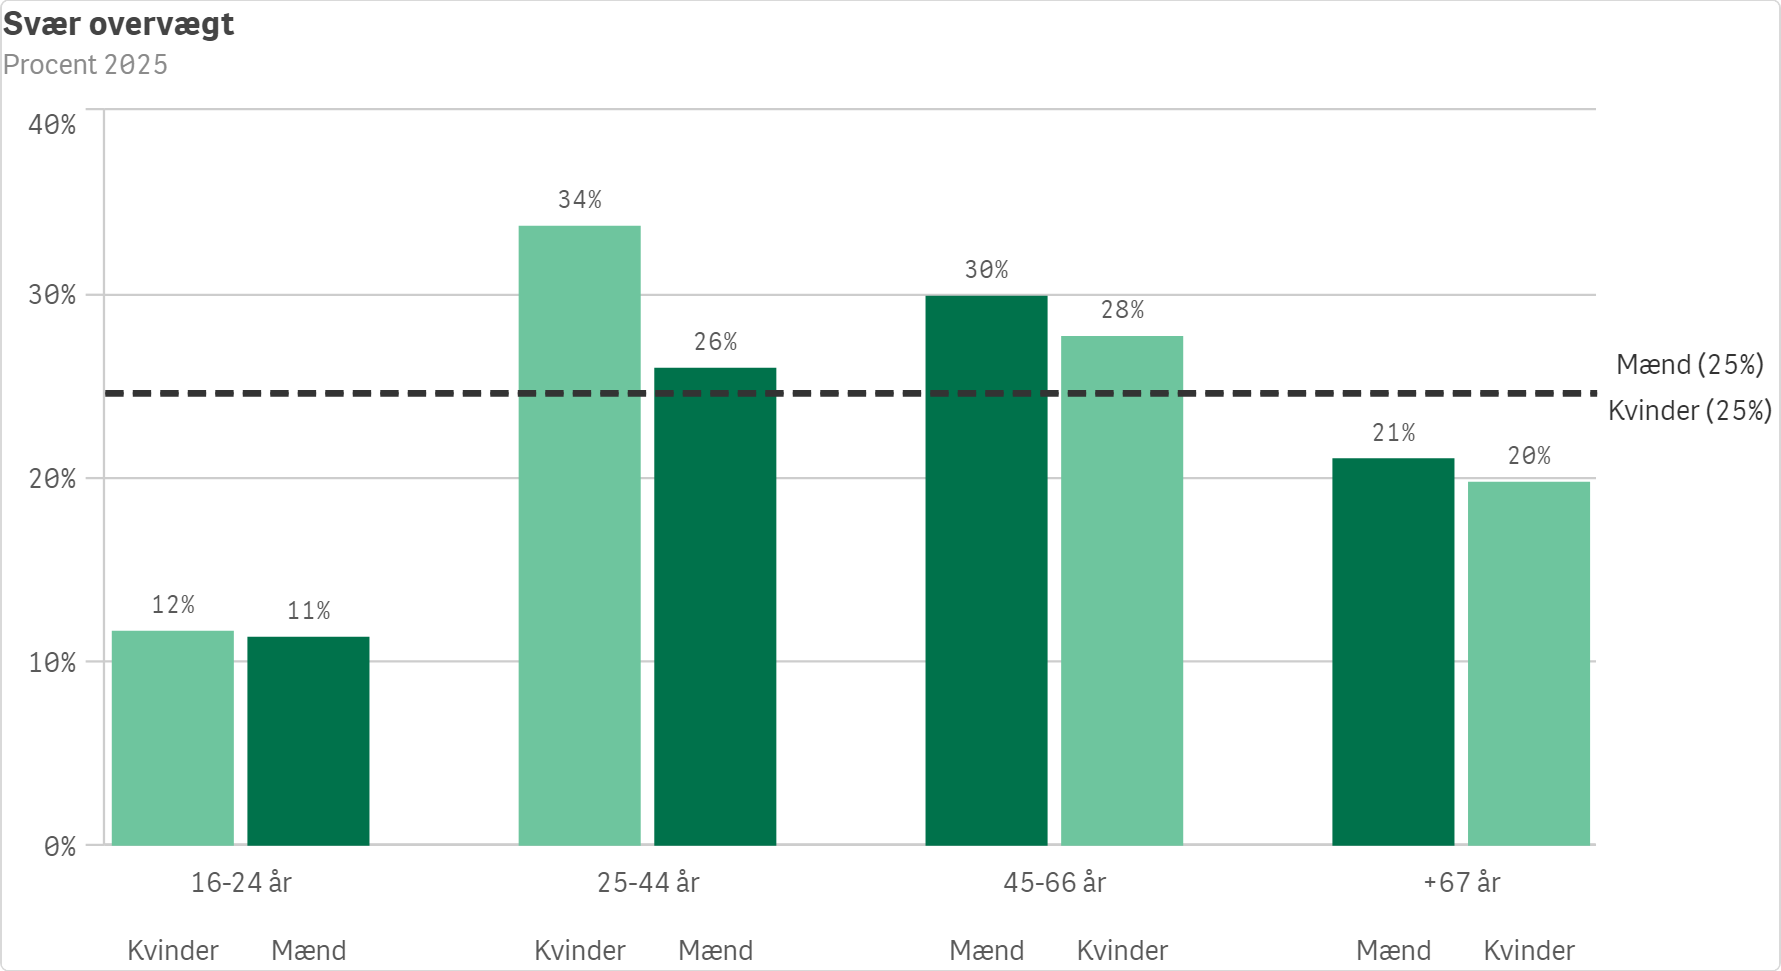 Svær overvægt
Procent 2025
40%
30%
20%
10%
0%
12%
11%
34%
26%
30%
28%
21%
20%
Mænd (25%)
Kvinder (25%)
16-24 år
25-44 år
45-66 år
+67 år
Kvinder
Mænd
Kvinder
Mænd
Mænd
Kvinder
Mænd
Kvinder